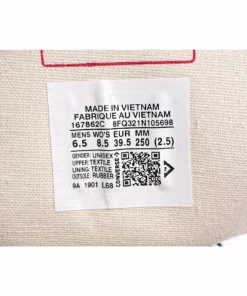 MADE IN VIETNAM
FABRIQUE AU VIETNAM
167862C 8FQ321N105698
MENS WO'S EUR MM
6.5 8.5 39.5 250 (2.5)
GENDER: UNISEX
UPPER: TEXTILE
LINING: TEXTILE
OUTSOLE: RUBBER
9A 1901 L68
CONVERSE